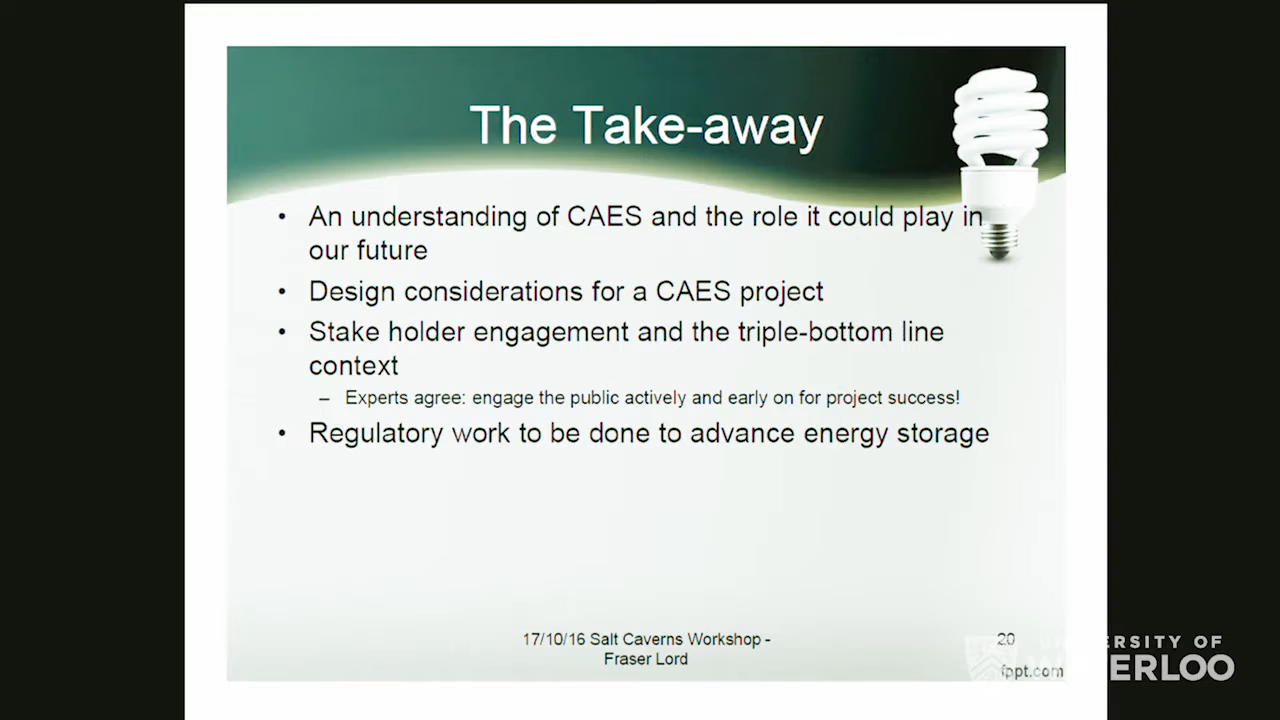 The Take-away
• An understanding of CAES and the role it could play in
our future
• Design considerations for a CAES project
• Stake holder engagement and the triple-bottom line
context
– Experts agree: engage the public actively and early on for project success!
• Regulatory work to be done to advance energy storage
17/10/16 Salt Caverns Workshop -
Fraser Lord
20
fppt.com
UNIVERSITY OF
WATERLOO